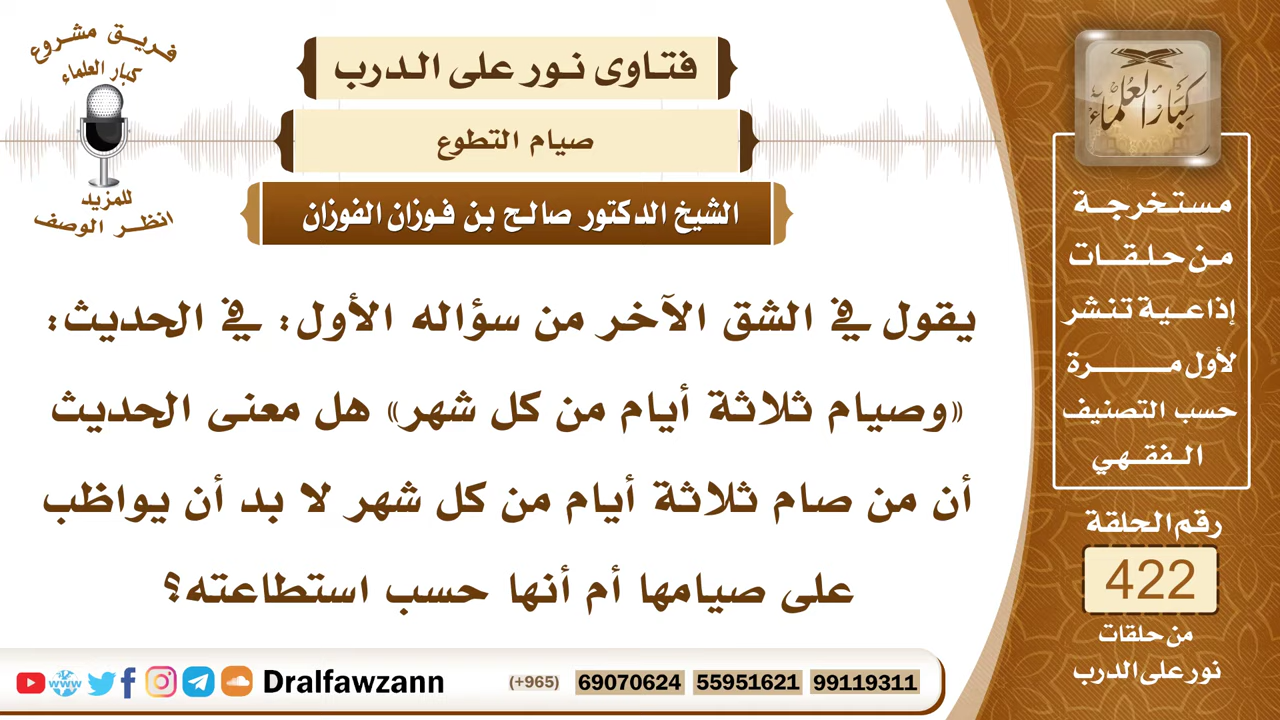 فريق مشروع
كبار العلماء
للمزيد
انظر الوصف
فتاوى نور على الدرب
صيام التطوع
الشيخ الدكتور صالح بن فوزان الفوزان
يقول في الشق الآخر من سؤاله الأول: في الحديث:
«وصيام ثلاثة أيام من كل شهر» هل معنى الحديث
أن من صام ثلاثة أيام من كل شهر لا بد أن يواظب
على صيامها أم أنها حسب استطاعته؟
كبار العلماء
مستخرجة
من حلقات
إذاعية تنشر
لأول مرة
حسب التصنيف
الفقهي
رقم الحلقة
422
من حلقات
نور على الدرب
www Dralfawzann (+965) 69070624 55951621 99119311